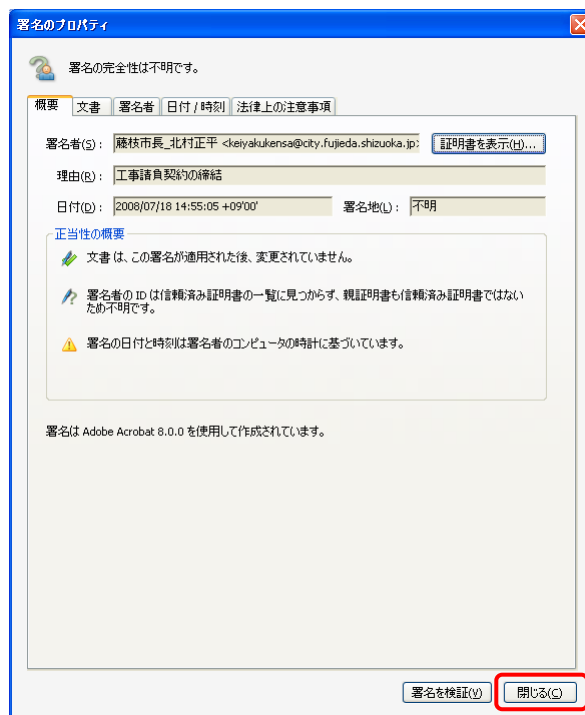 署名のプロパティ
署名の完全性は不明です。
概要 文書 署名者 日付/時刻 法律上の注意事項
署名者(S): 藤枝市長_北村正平 <keiyakukensa@city.fujieda.shizuoka.jp> 証明書を表示(H)...
理由(R): 工事請負契約の締結
日付(D): 2008/07/18 14:55:05 +09'00' 署名地(L): 不明
正当性の概要
文書は、この署名が適用された後、変更されていません。
署名者の ID は信頼済み証明書の一覧に見つからず、親証明書も信頼済み証明書ではない
ため不明です。
署名の日付と時刻は署名者のコンピュータの時計に基づいています。
署名は Adobe Acrobat 8.0.0 を使用して作成されています。
署名を検証(V) 閉じる(C)